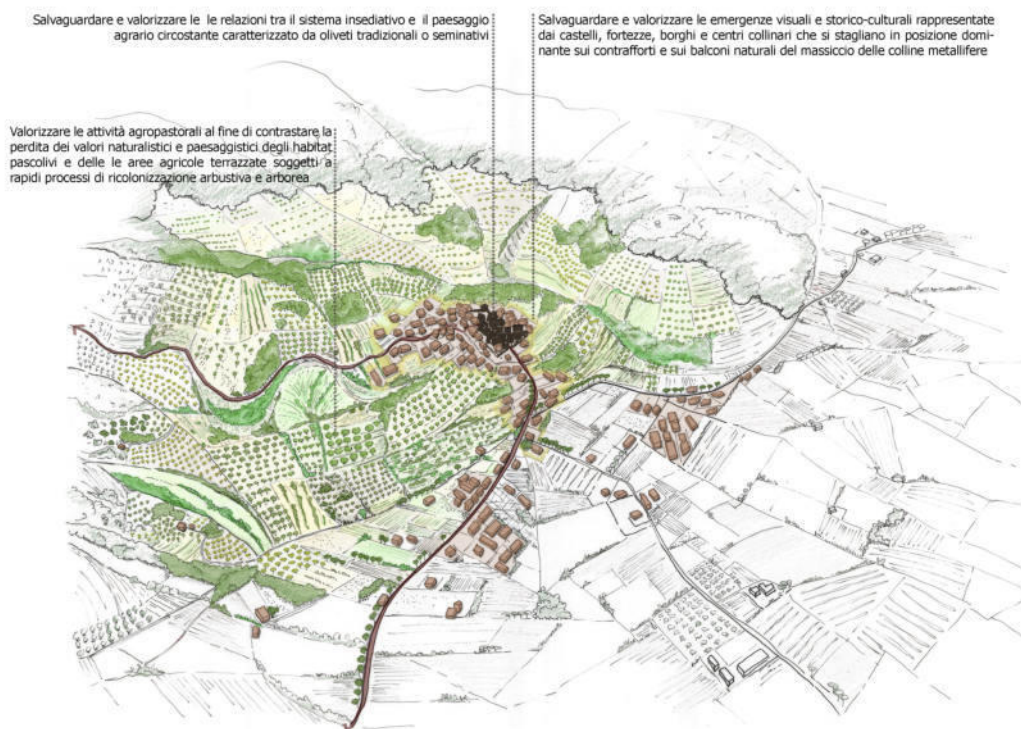 Salvaguardare e valorizzare le le relazioni tra il sistema insediativo e il paesaggio
agrario circostante caratterizzato da oliveti tradizionali o seminativi
Salvaguardare e valorizzare le emergenze visuali e storico-culturali rappresentate
dai castelli, fortezze, borghi e centri collinari che si stagliano in posizione domi-
nante sui contrafforti e sui balconi naturali del massiccio delle colline metallifere
Valorizzare le attività agropastorali al fine di contrastare la
perdita dei valori naturalistici e paesaggistici degli habitat
pascolivi e delle le aree agricole terrazzate soggetti a
rapidi processi di ricolonizzazione arbustiva e arborea